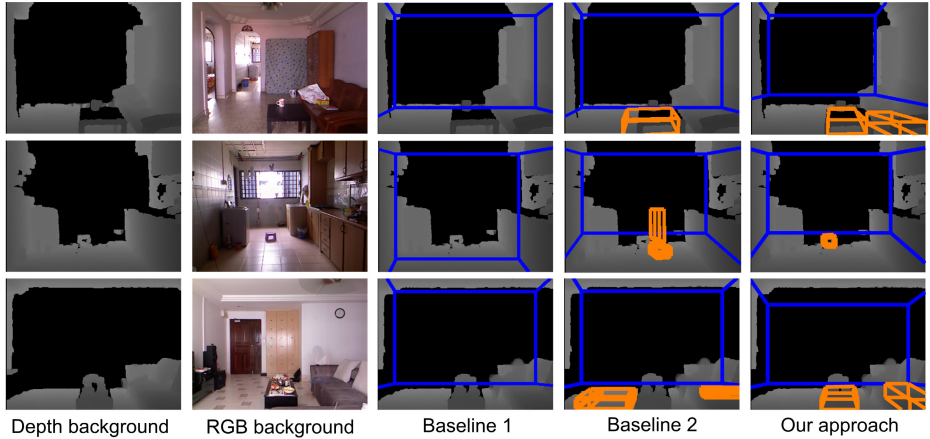 Depth background
RGB background
Baseline 1
Baseline 2
Our approach